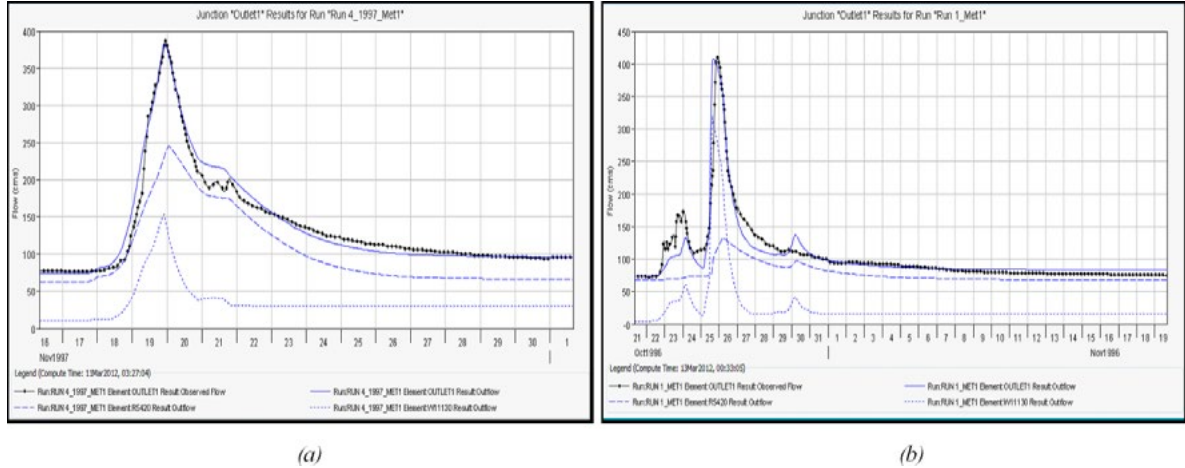 Junction "Outlet1" Results for Run "Run 4_1997_Met1"
400
350
300
250
200
150
100
50
0
Flow (cms)
16 17 18 19 20 21 22 23 24 25 26 27 28 29 30 1
Nov1997
Legend (Compute Time: 13Mar2012, 03:27:04)
Run:RUN 4_1997_MET1 Element:OUTLET1 Result:Observed Flow
Run:RUN 4_1997_MET1 Element:OUTLET1 Result:Outflow
Run:RUN 4_1997_MET1 Element:R5420 Result:Outflow
Run:RUN 4_1997_MET1 Element:W11130 Result:Outflow
(a)
Junction "Outlet1" Results for Run "Run 1_Met1"
450
400
350
300
250
200
150
100
50
0
Flow (cms)
21 22 23 24 25 26 27 28 29 30 31 1 2 3 4 5 6 7 8 9 10 11 12 13 14 15 16 17 18 19
Oct1996
Nov1996
Legend (Compute Time: 13Mar2012, 00:33:05)
Run:RUN 1_MET1 Element:OUTLET1 Result:Observed Flow
Run:RUN 1_MET1 Element:OUTLET1 Result:Outflow
Run:RUN 1_MET1 Element:R5420 Result:Outflow
Run:RUN 1_MET1 Element:W11130 Result:Outflow
(b)